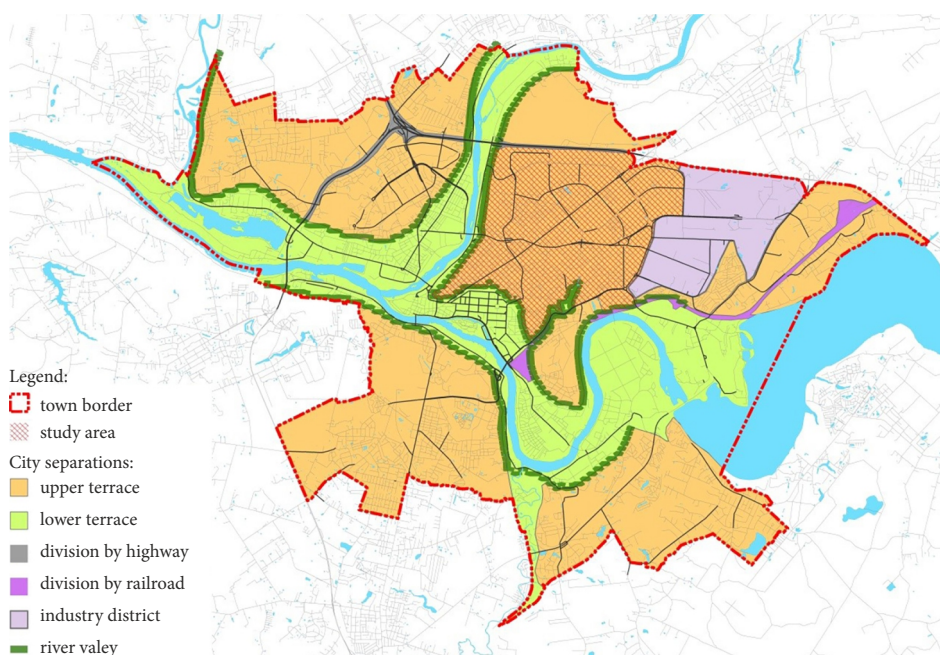 Legend:
town border
study area
City separations:
upper terrace
lower terrace
division by highway
division by railroad
industry district
river valey